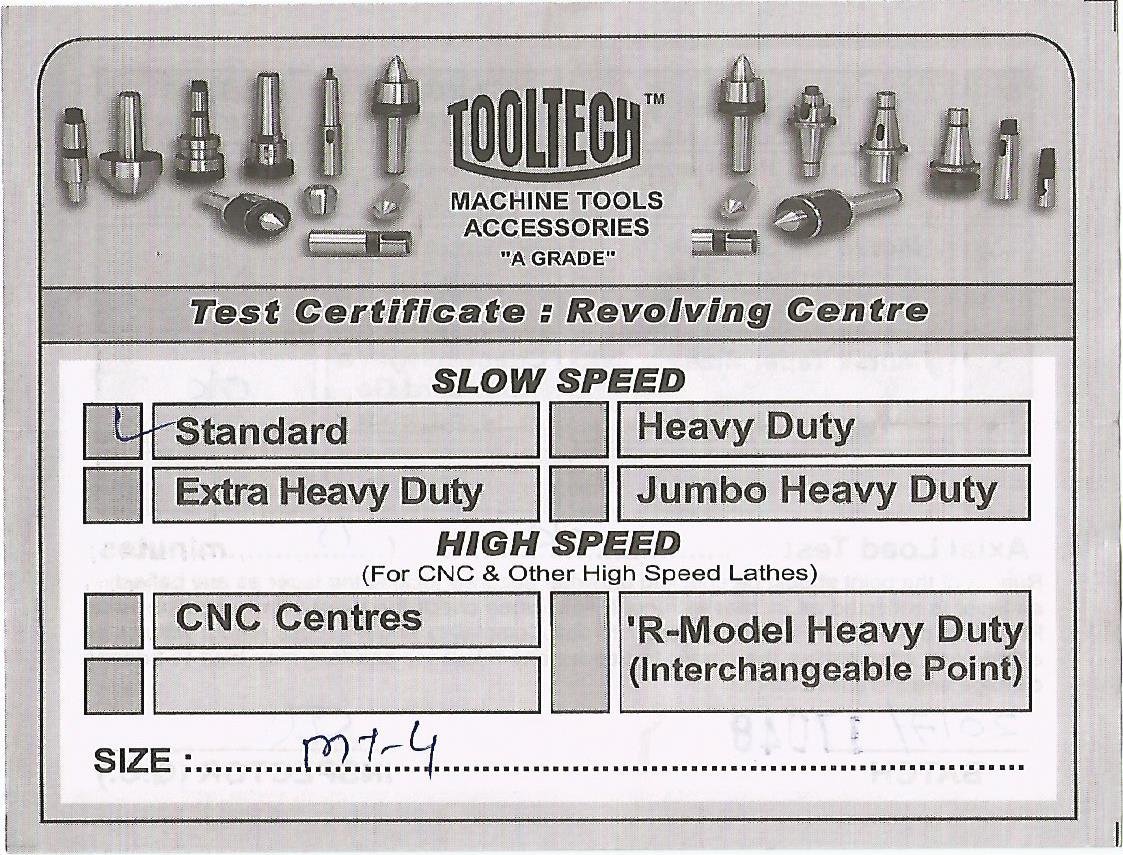 TOOLTECH™
MACHINE TOOLS
ACCESSORIES
"A GRADE"
Test Certificate : Revolving Centre
SLOW SPEED
Standard
Heavy Duty
Extra Heavy Duty
Jumbo Heavy Duty
HIGH SPEED
(For CNC & Other High Speed Lathes)
CNC Centres
'R-Model Heavy Duty
(Interchangeable Point)
SIZE : MT-4